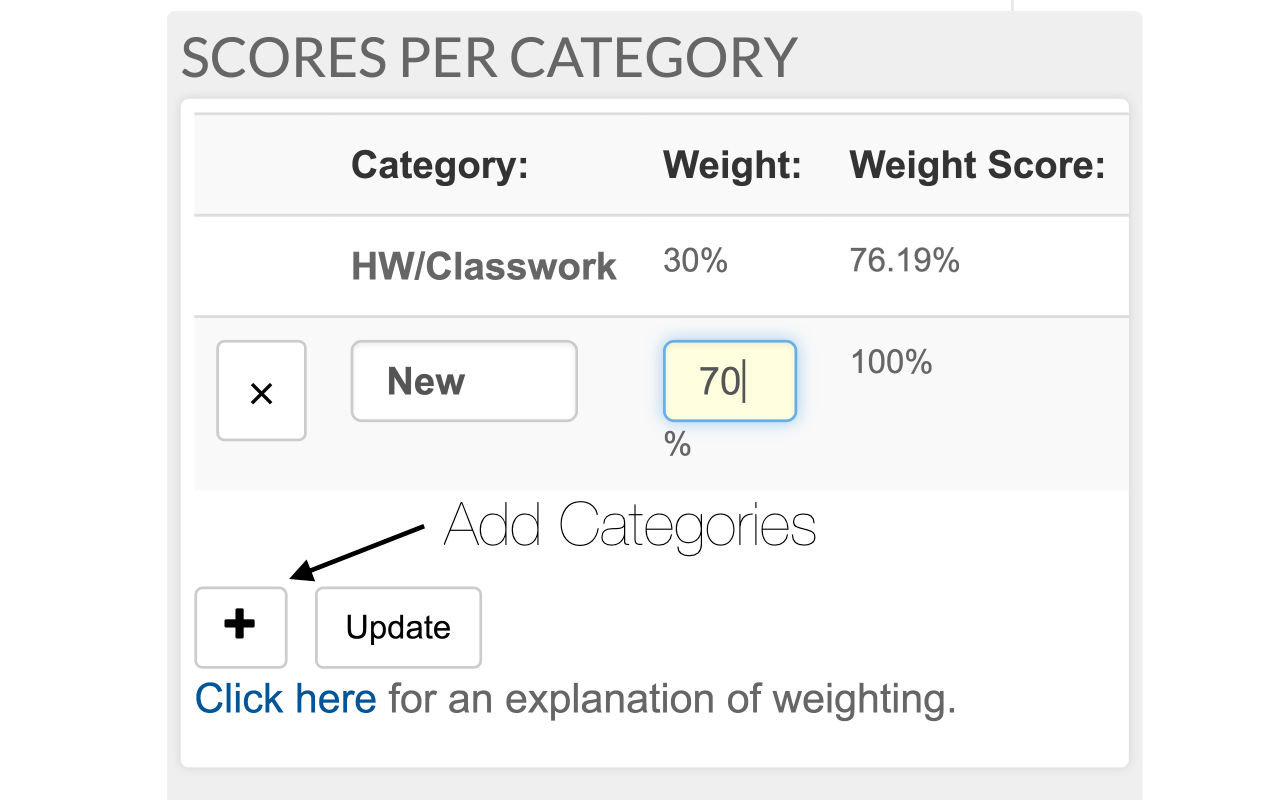 SCORES PER CATEGORY
Category: Weight: Weight Score:
HW/Classwork 30% 76.19%
× New 70 100%
%
Add Categories
+ Update
Click here for an explanation of weighting.